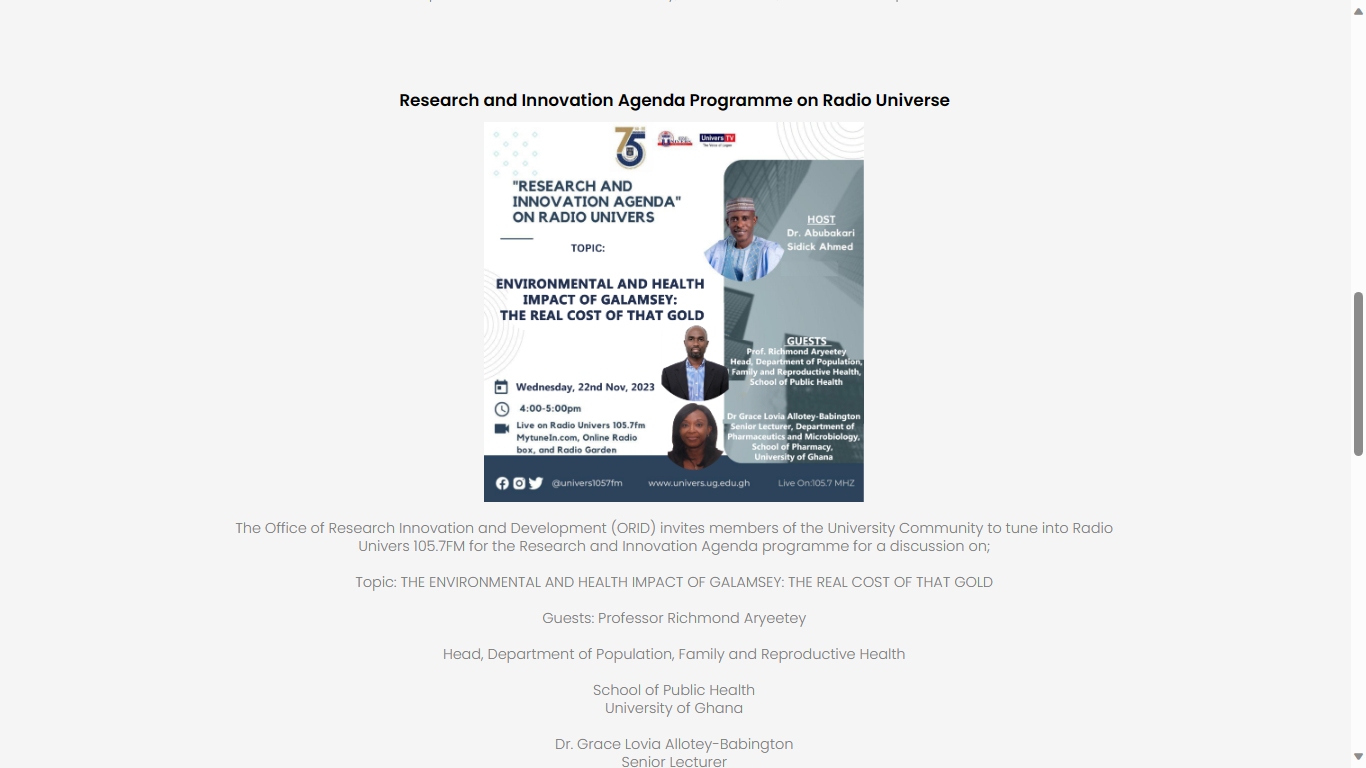 Research and Innovation Agenda Programme on Radio Universe
75
Univers TV
The Voice of Legon
"RESEARCH AND
INNOVATION AGENDA"
ON RADIO UNIVERS
TOPIC:
ENVIRONMENTAL AND HEALTH
IMPACT OF GALAMSEY:
THE REAL COST OF THAT GOLD
HOST
Dr. Abubakari
Sidick Ahmed
GUESTS
Prof. Richmond Aryeetey
Head, Department of Population,
Family and Reproductive Health,
School of Public Health
Dr Grace Lovia Allotey-Babington
Senior Lecturer, Department of
Pharmaceutics and Microbiology,
School of Pharmacy,
University of Ghana
Wednesday, 22nd Nov, 2023
4:00-5:00pm
Live on Radio Univers 105.7fm
MytuneIn.com, Online Radio
box, and Radio Garden
@univers1057fm www.univers.ug.edu.gh Live On:105.7 MHZ
The Office of Research Innovation and Development (ORID) invites members of the University Community to tune into Radio
Univers 105.7FM for the Research and Innovation Agenda programme for a discussion on;
Topic: THE ENVIRONMENTAL AND HEALTH IMPACT OF GALAMSEY: THE REAL COST OF THAT GOLD
Guests: Professor Richmond Aryeetey
Head, Department of Population, Family and Reproductive Health
School of Public Health
University of Ghana
Dr. Grace Lovia Allotey-Babington
Senior Lecturer